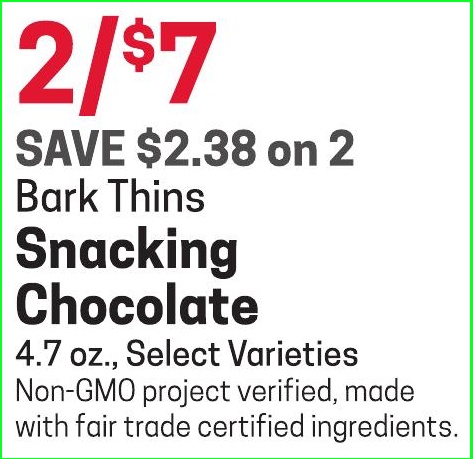 2/$7
SAVE $2.38 on 2
Bark Thins
Snacking
Chocolate
4.7 oz., Select Varieties
Non-GMO project verified, made
with fair trade certified ingredients.